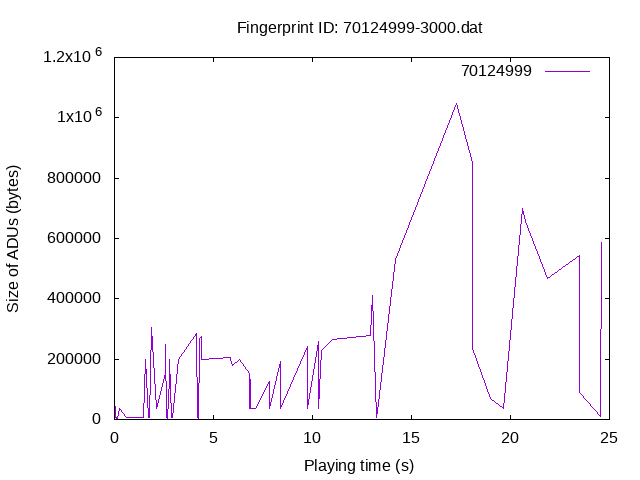 Fingerprint ID: 70124999-3000.dat
1.2x10^6
70124999
1x10^6
800000
600000
400000
200000
0
Size of ADUs (bytes)
0 5 10 15 20 25
Playing time (s)